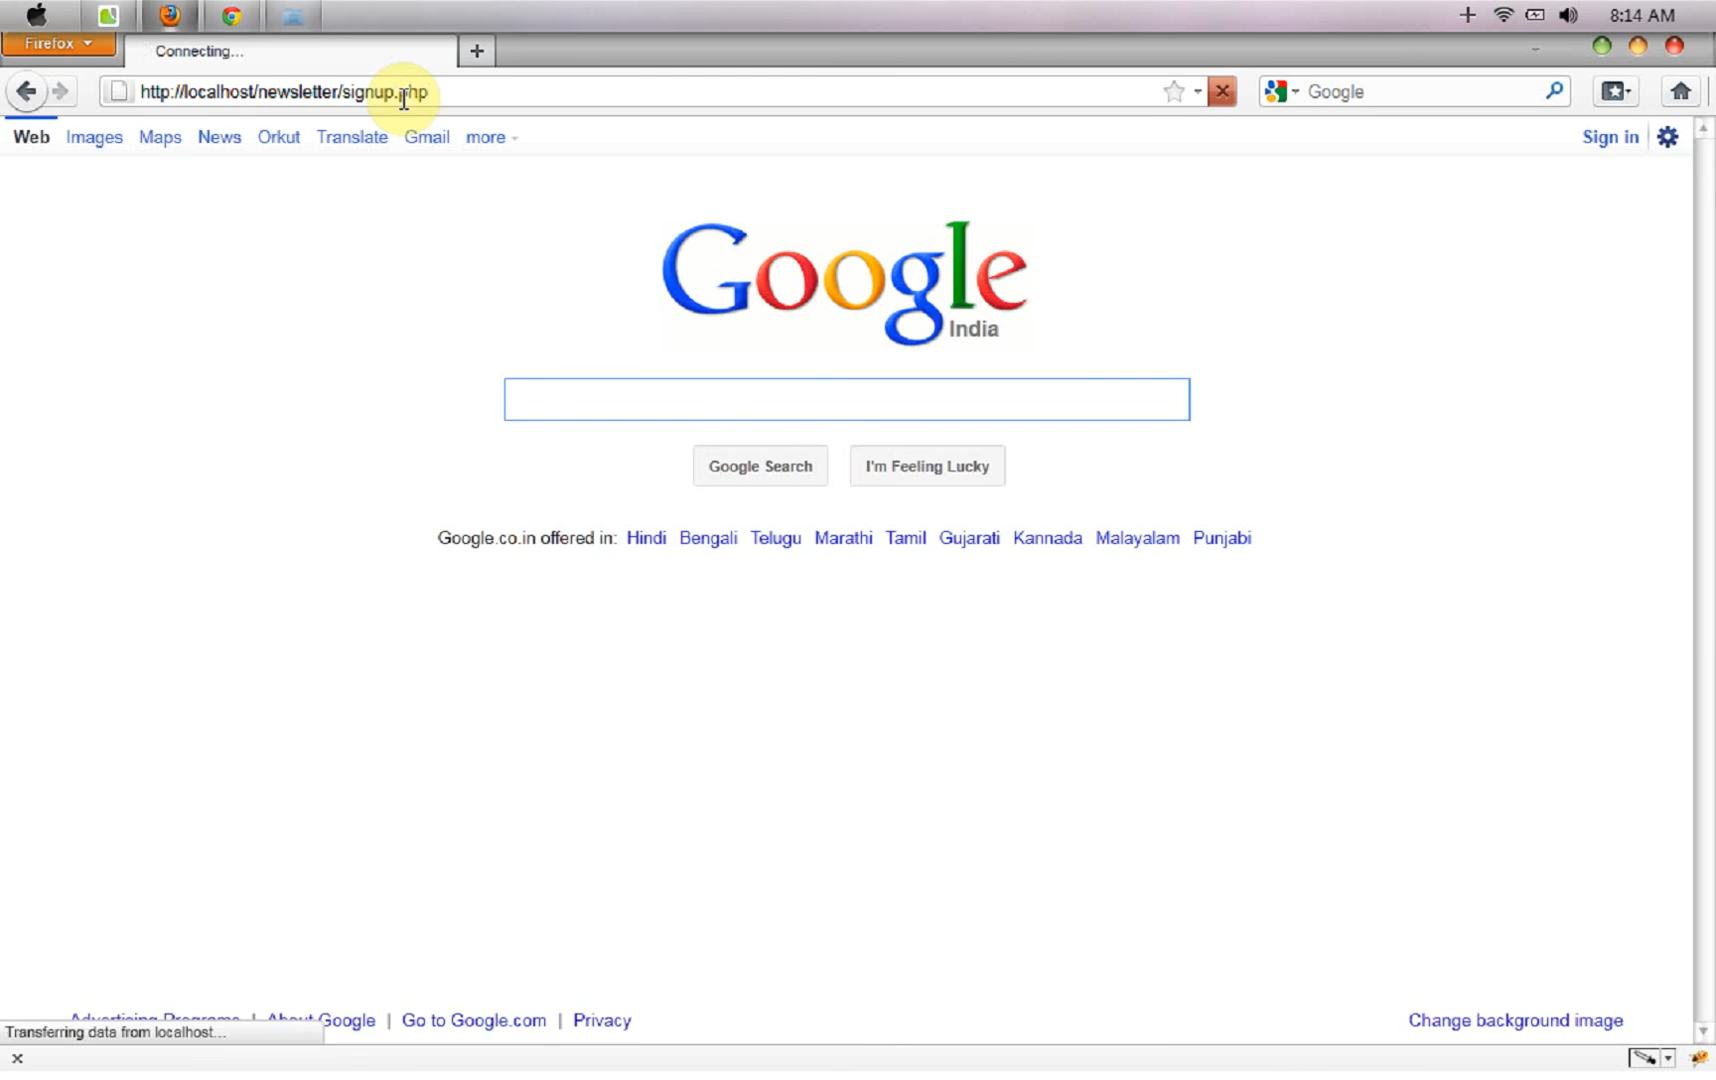 8:14 AM
Firefox
Connecting...
http://localhost/newsletter/signup.php
Google
Web Images Maps News Orkut Translate Gmail more
Sign in
Google
India
Google Search
I'm Feeling Lucky
Google.co.in offered in: Hindi Bengali Telugu Marathi Tamil Gujarati Kannada Malayalam Punjabi
Advertising Programs | About Google | Go to Google.com | Privacy
Change background image
Transferring data from localhost...